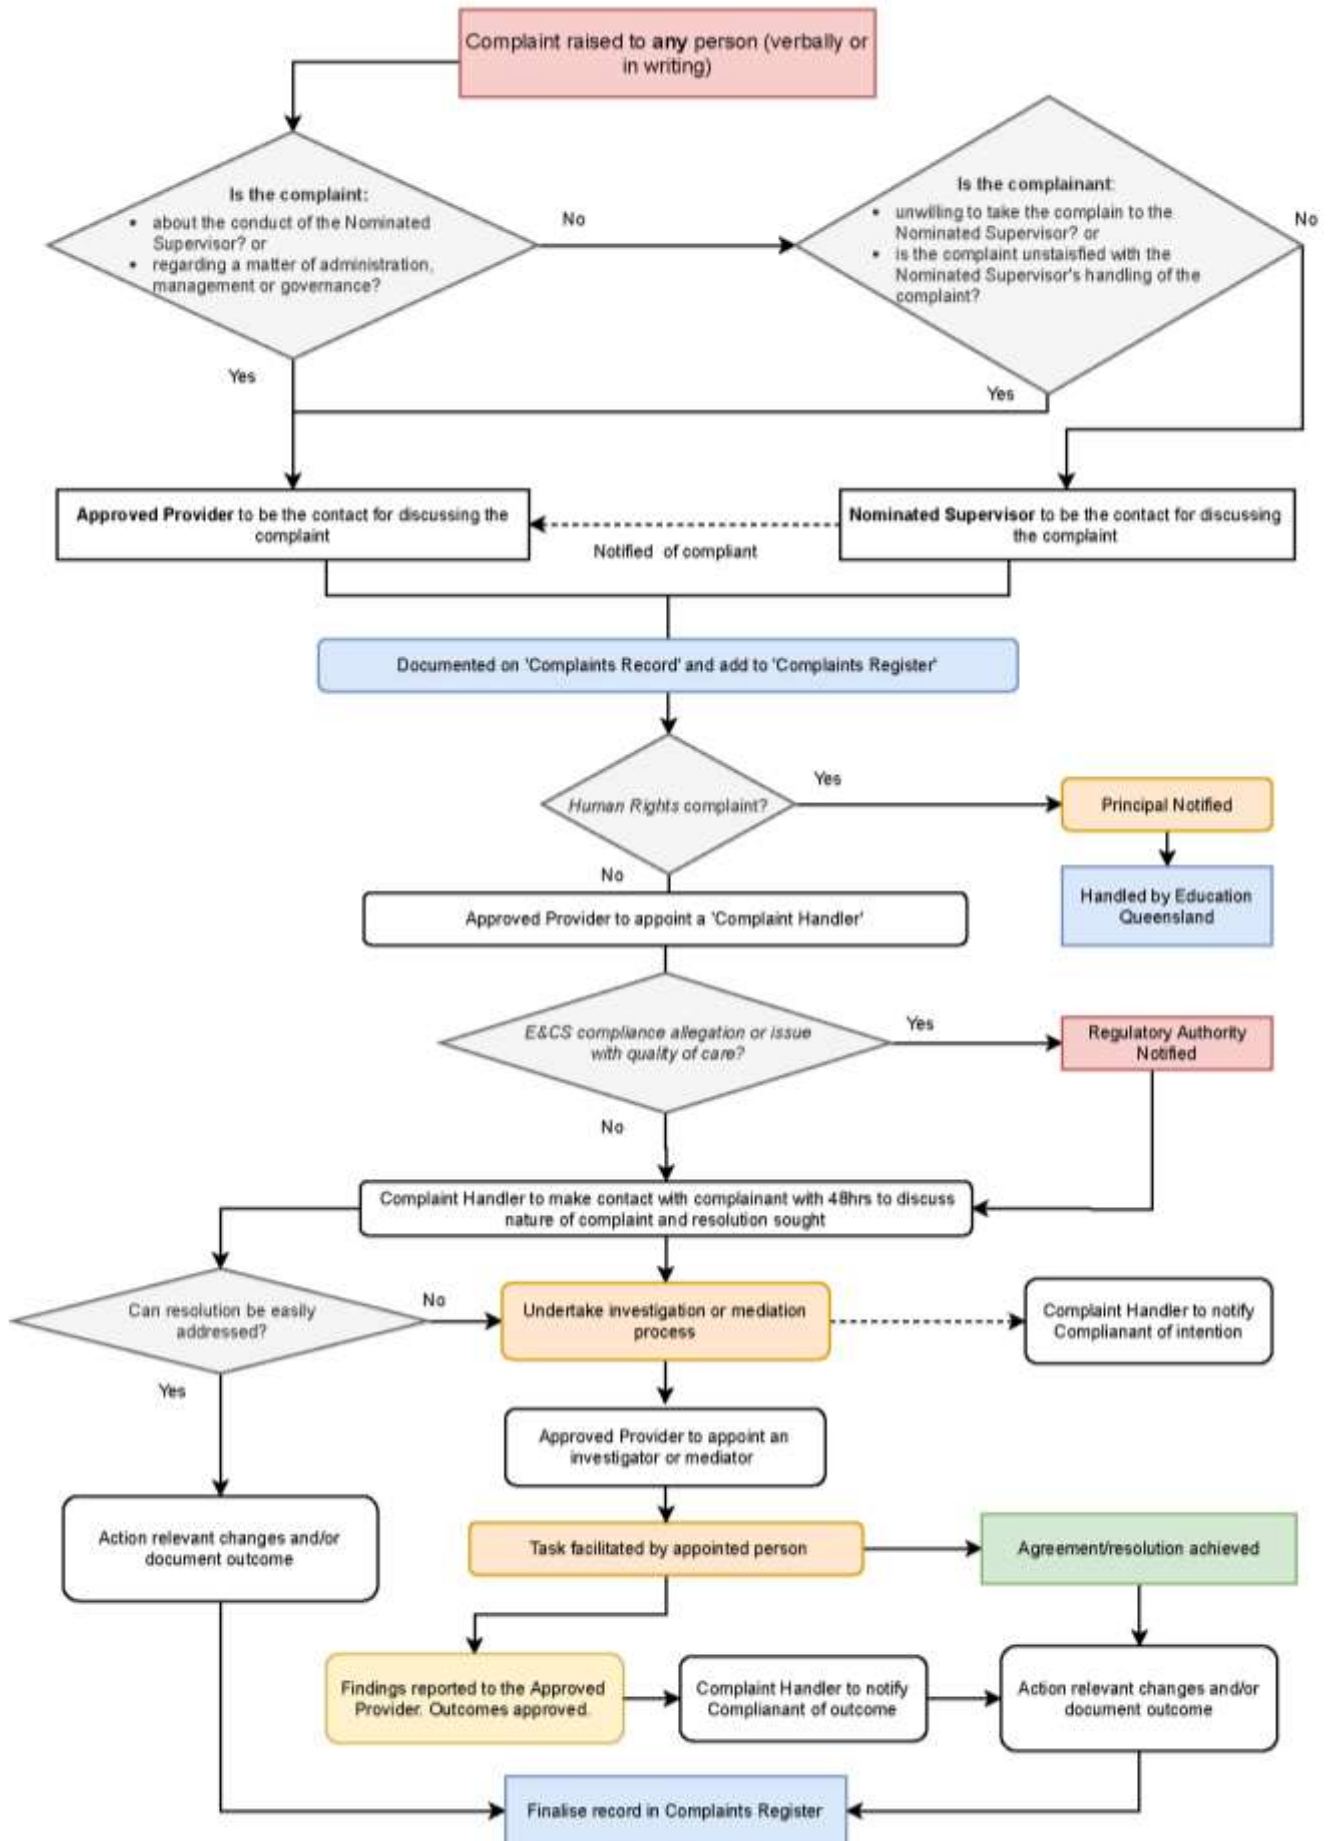 Complaint raised to any person (verbally or
in writing)
Is the complaint:
• about the conduct of the Nominated
Supervisor? or
• regarding a matter of administration,
management or governance?
No
Is the complainant:
• unwilling to take the complain to the
Nominated Supervisor? or
• is the complaint unstaisfied with the
Nominated Supervisor's handling of the
complaint?
No
Yes
Yes
Approved Provider to be the contact for discussing the
complaint
Notified of compliant
Nominated Supervisor to be the contact for discussing
the complaint
Documented on 'Complaints Record' and add to 'Complaints Register'
Human Rights complaint?
Yes
Principal Notified
Handled by Education
Queensland
No
Approved Provider to appoint a 'Complaint Handler'
E&CS compliance allegation or issue
with quality of care?
Yes
Regulatory Authority
Notified
No
Complaint Handler to make contact with complainant with 48hrs to discuss
nature of complaint and resolution sought
Can resolution be easily
addressed?
No
Undertake investigation or mediation
process
Complaint Handler to notify
Complianant of intention
Yes
Approved Provider to appoint an
investigator or mediator
Action relevant changes and/or
document outcome
Task facilitated by appointed person
Agreement/resolution achieved
Findings reported to the Approved
Provider. Outcomes approved.
Complaint Handler to notify
Complianant of outcome
Action relevant changes and/or
document outcome
Finalise record in Complaints Register